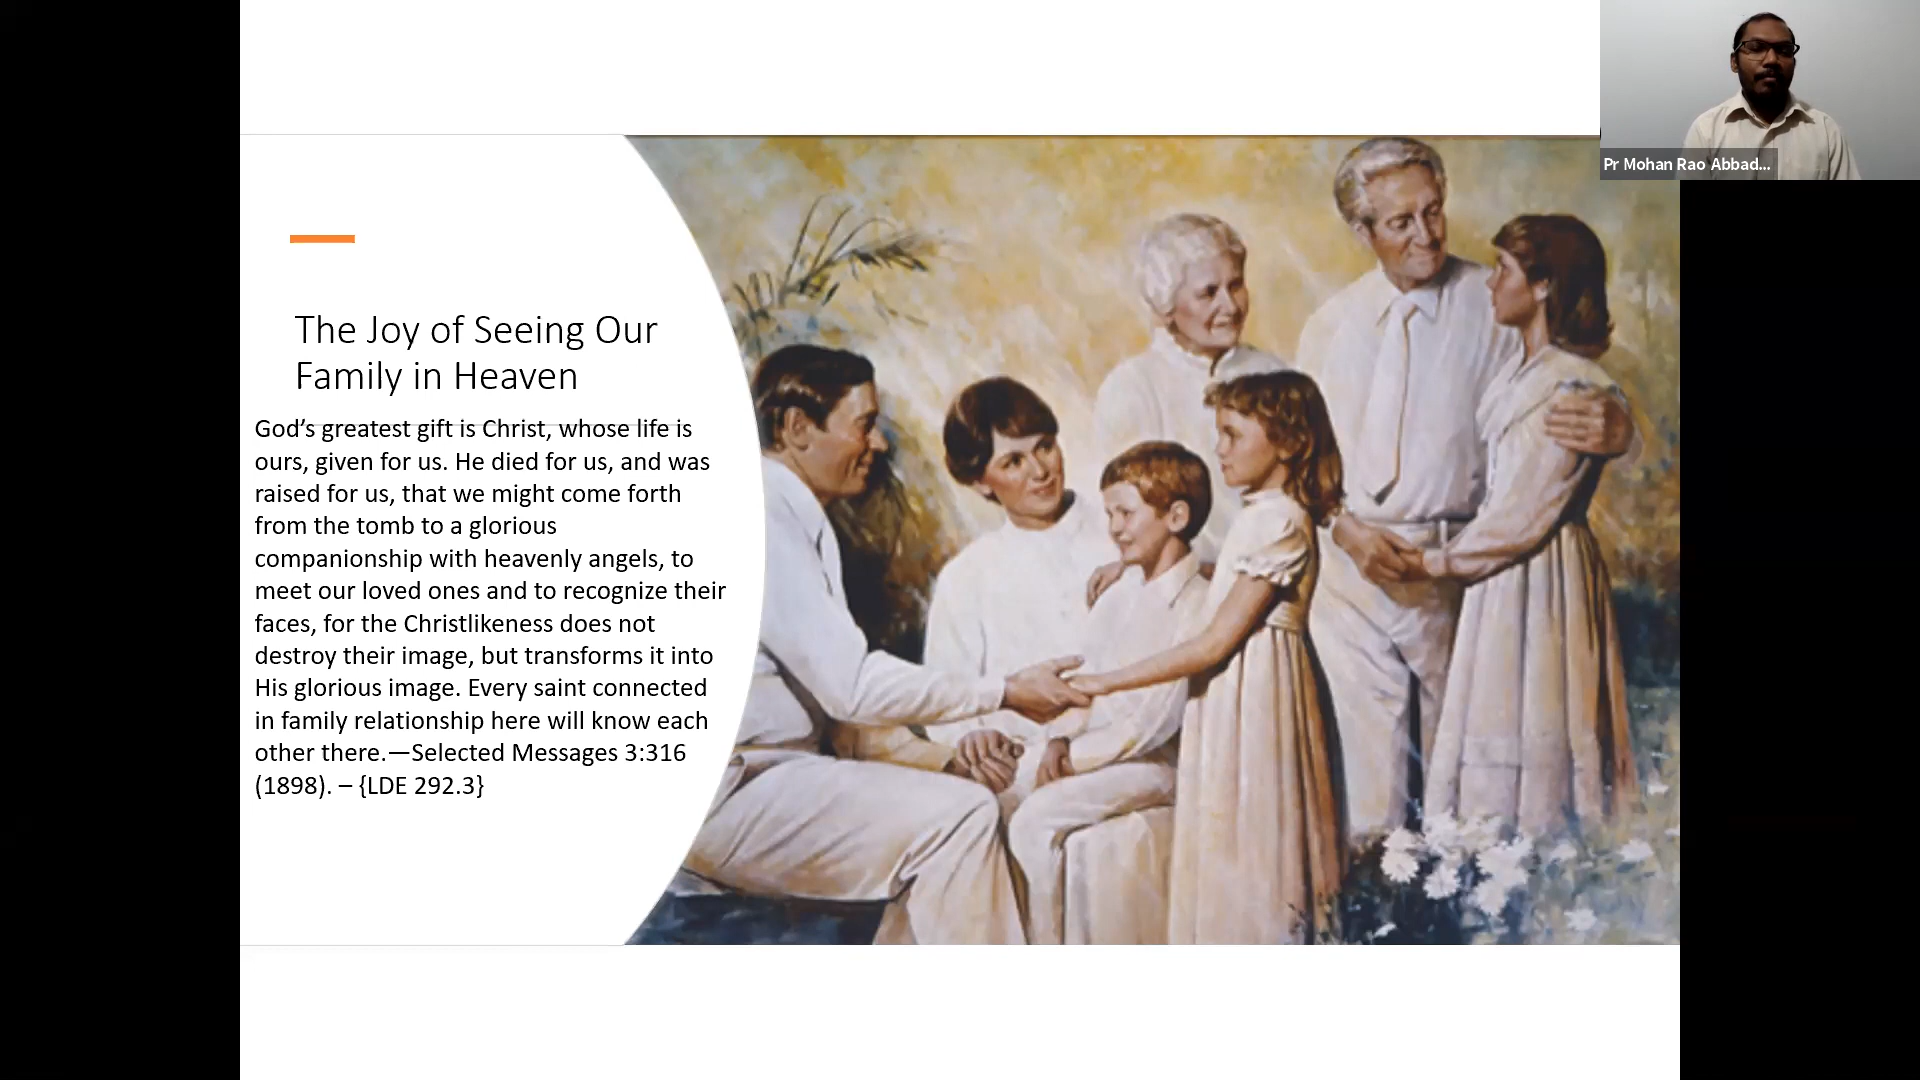 Pr Mohan Rao Abbad...
The Joy of Seeing Our
Family in Heaven
God’s greatest gift is Christ, whose life is
ours, given for us. He died for us, and was
raised for us, that we might come forth
from the tomb to a glorious
companionship with heavenly angels, to
meet our loved ones and to recognize their
faces, for the Christlikeness does not
destroy their image, but transforms it into
His glorious image. Every saint connected
in family relationship here will know each
other there.—Selected Messages 3:316
(1898). – {LDE 292.3}